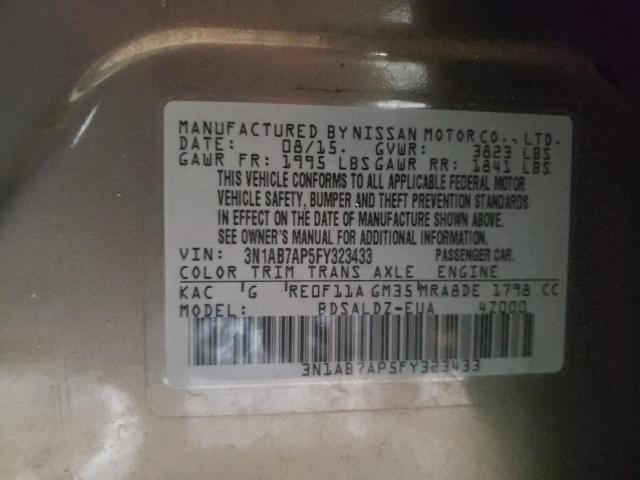 MANUFACTURED BY NISSAN MOTOR CO., LTD.
DATE: 08/15. GVWR: 3823 LBS
GAWR FR: 1995 LBS GAWR RR: 1841 LBS
THIS VEHICLE CONFORMS TO ALL APPLICABLE FEDERAL MOTOR
VEHICLE SAFETY, BUMPER AND THEFT PREVENTION STANDARDS
IN EFFECT ON THE DATE OF MANUFACTURE SHOWN ABOVE.
SEE OWNER'S MANUAL FOR ADDITIONAL INFORMATION.
VIN: 3N1AB7AP5FY323433 PASSENGER CAR.
COLOR TRIM TRANS AXLE ENGINE
KAC G RE0F11A GM35 MRA8DE 1798 CC
MODEL: BDSALDZ-EUA 4Z000
3N1AB7AP5FY323433